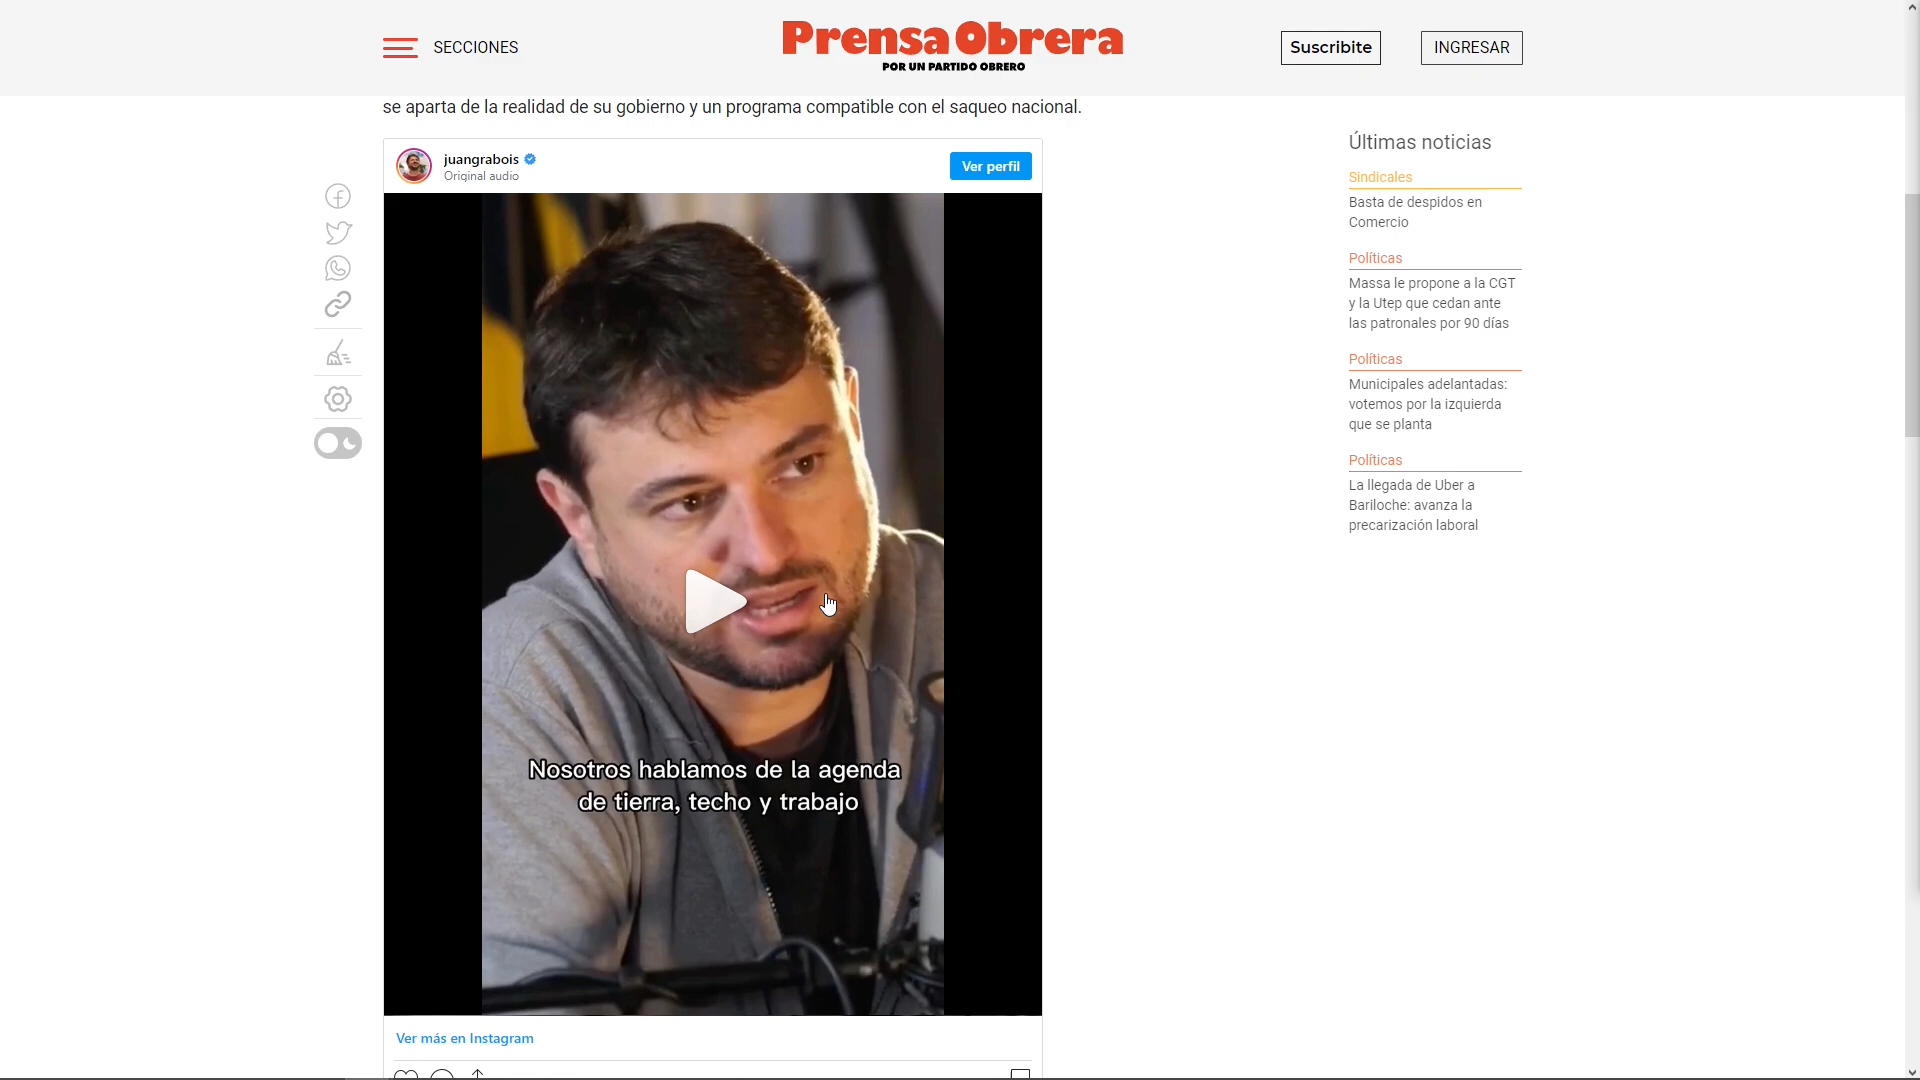 SECCIONES
Prensa Obrera
POR UN PARTIDO OBRERO
Suscribite
INGRESAR
se aparta de la realidad de su gobierno y un programa compatible con el saqueo nacional.
juangrabois
Original audio
Ver perfil
Nosotros hablamos de la agenda
de tierra, techo y trabajo
Ver más en Instagram
Últimas noticias
Sindicales
Basta de despidos en
Comercio
Políticas
Massa le propone a la CGT
y la Utep que cedan ante
las patronales por 90 días
Políticas
Municipales adelantadas:
votemos por la izquierda
que se planta
Políticas
La llegada de Uber a
Bariloche: avanza la
precarización laboral